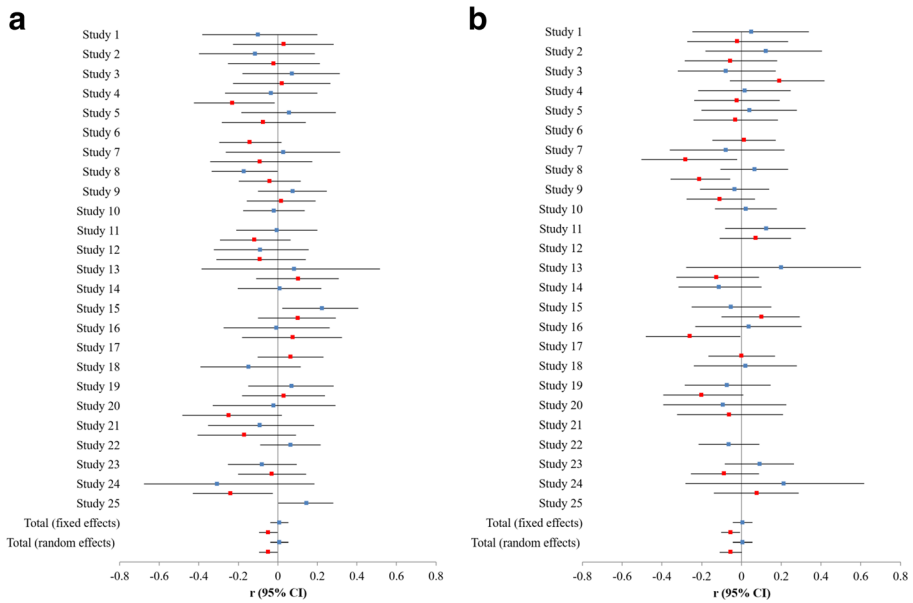 a
Study 1
Study 2
Study 3
Study 4
Study 5
Study 6
Study 7
Study 8
Study 9
Study 10
Study 11
Study 12
Study 13
Study 14
Study 15
Study 16
Study 17
Study 18
Study 19
Study 20
Study 21
Study 22
Study 23
Study 24
Study 25
Total (fixed effects)
Total (random effects)
-0.8 -0.6 -0.4 -0.2 0 0.2 0.4 0.6 0.8
r (95% CI)
b
Study 1
Study 2
Study 3
Study 4
Study 5
Study 6
Study 7
Study 8
Study 9
Study 10
Study 11
Study 12
Study 13
Study 14
Study 15
Study 16
Study 17
Study 18
Study 19
Study 20
Study 21
Study 22
Study 23
Study 24
Study 25
Total (fixed effects)
Total (random effects)
-0.8 -0.6 -0.4 -0.2 0 0.2 0.4 0.6 0.8
r (95% CI)